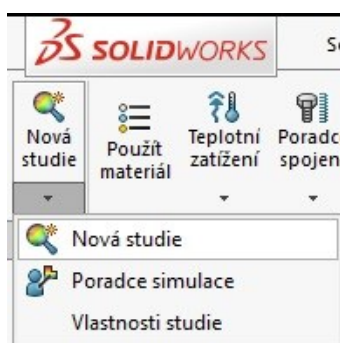 SOLIDWORKS
Nová studie
Použít materiál
Teplotní zatížení
Nová studie
Poradce simulace
Vlastnosti studie